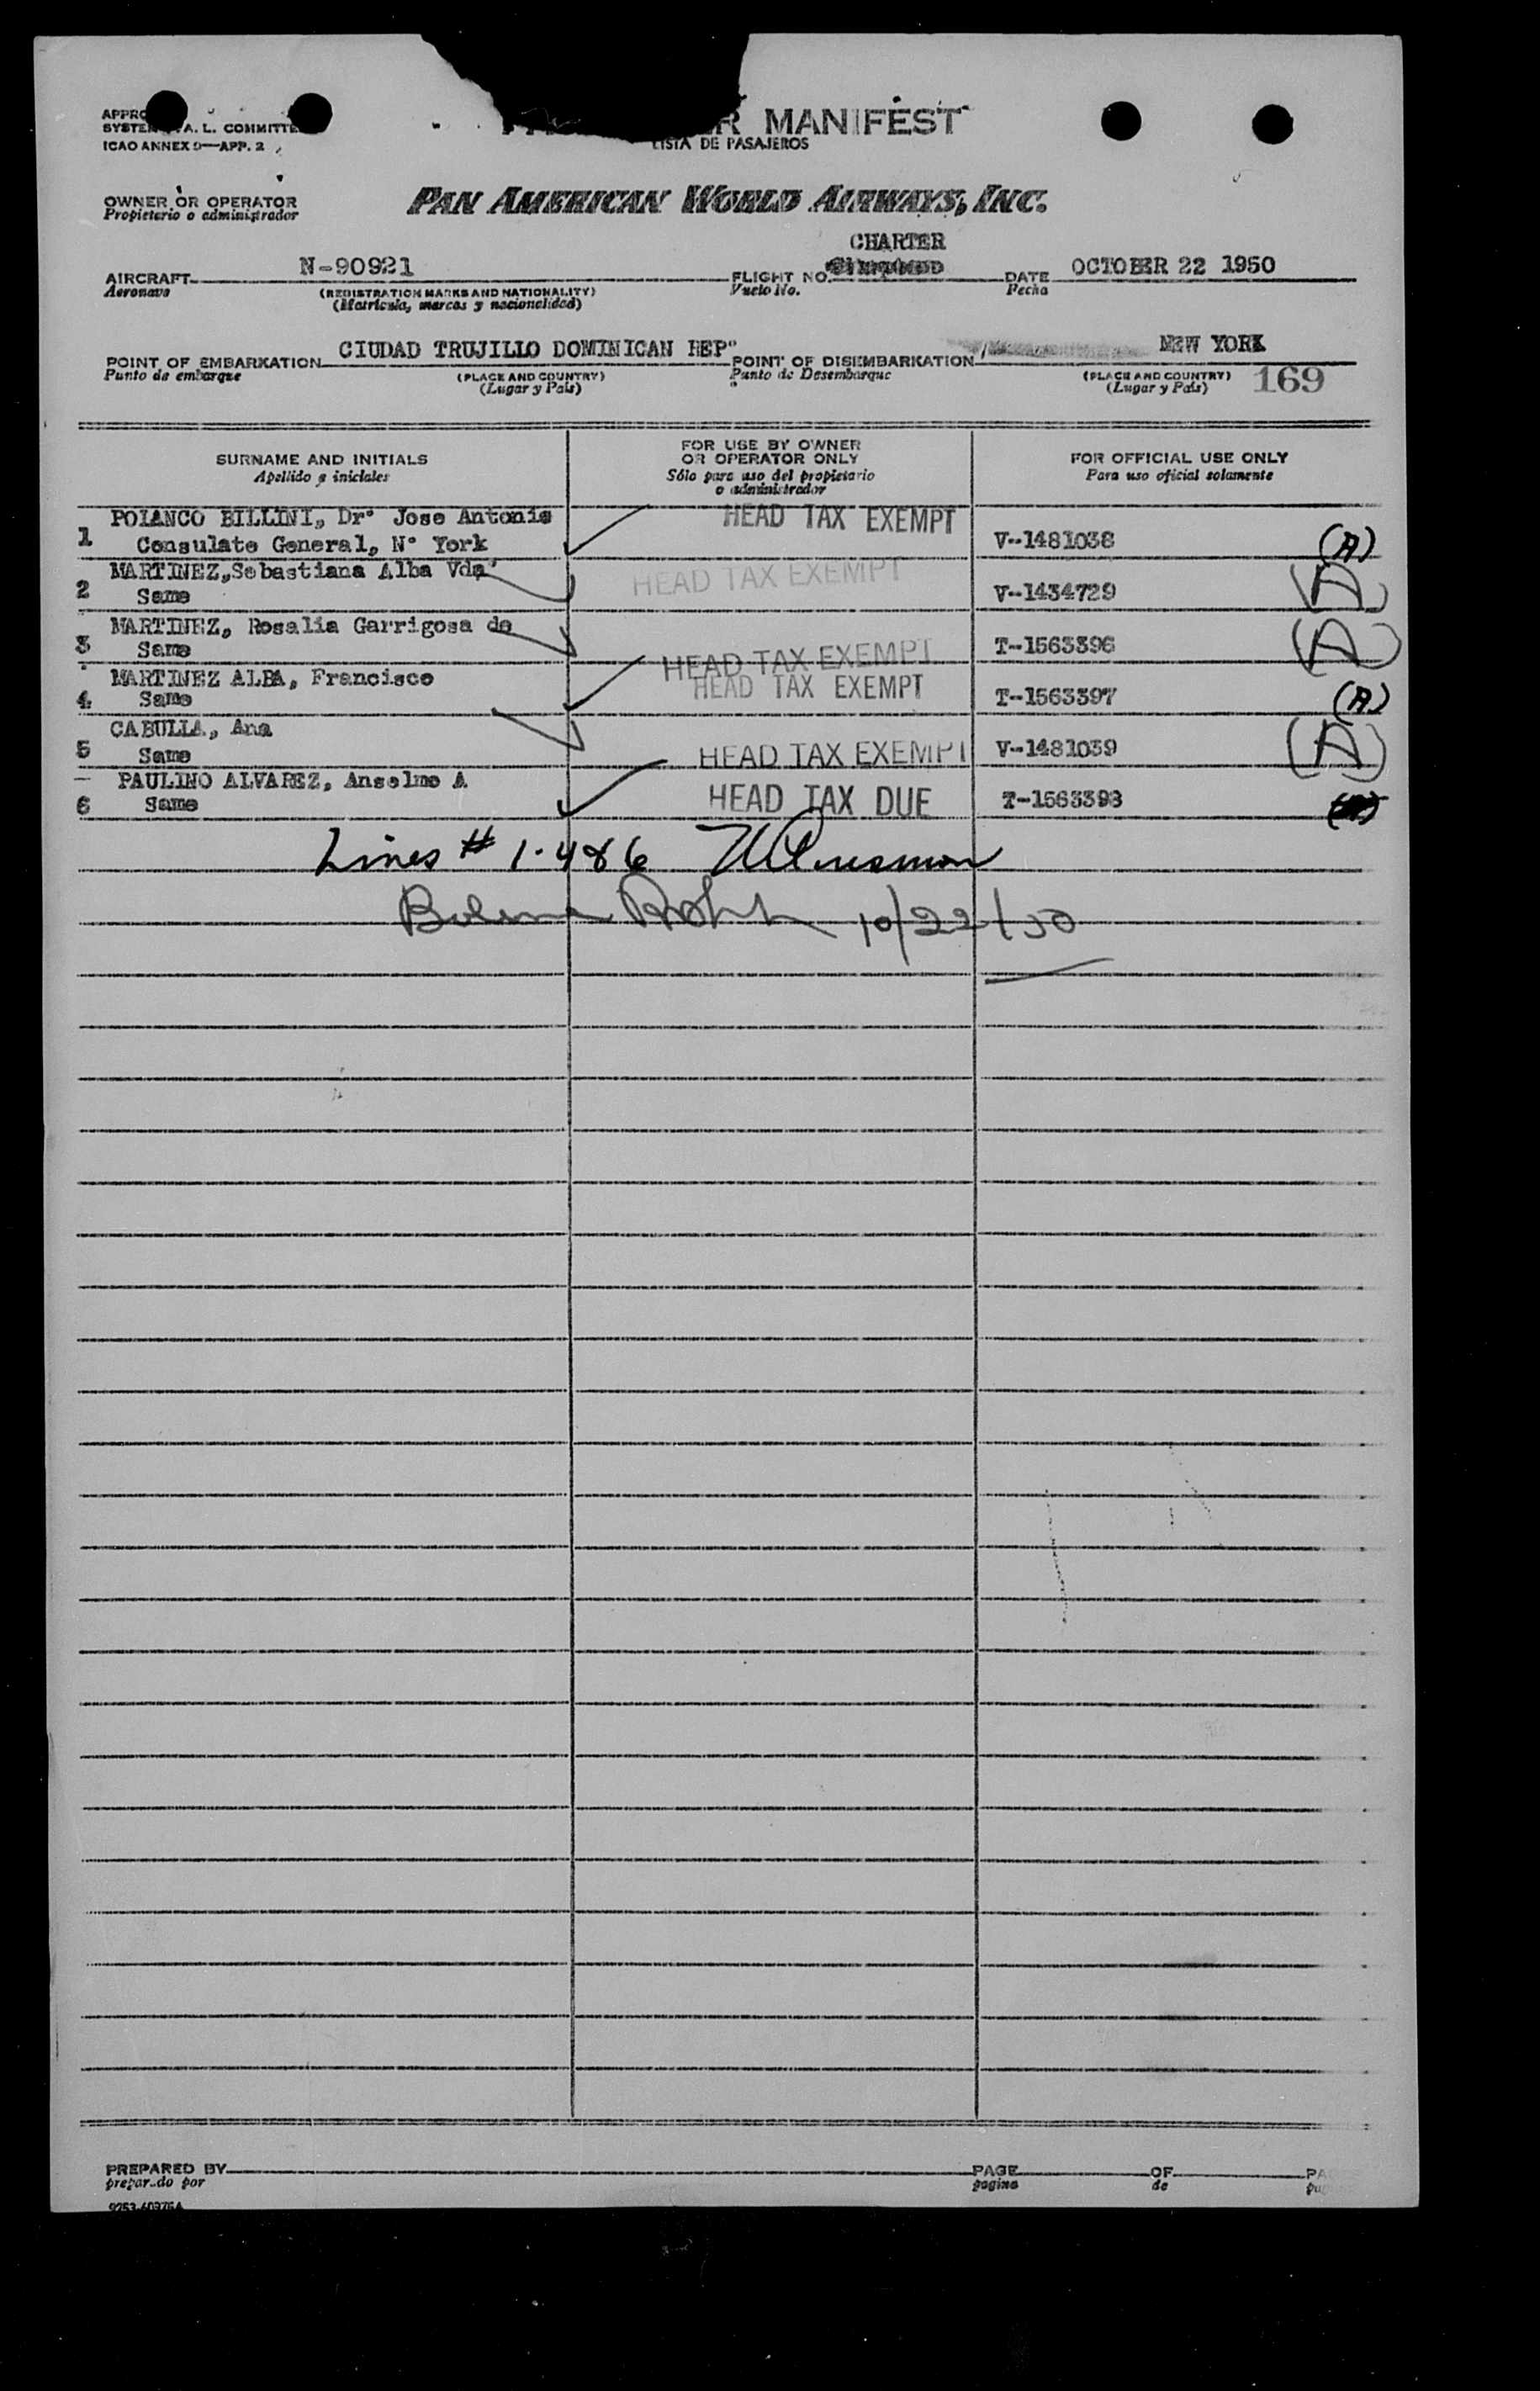 R MANIFEST
LISTA DE PASAJEROS
SYSTEM A. L. COMMITTE
ICAO ANNEX 9—APP. 2
OWNER OR OPERATOR
Propietario o administrador
PAN AMERICAN WORLD AIRWAYS, INC.
CHARTER
AIRCRAFT N-90921 FLIGHT NO. DATE OCTOBER 22 1950
Aeronave (REGISTRATION MARKS AND NATIONALITY) Vuelo No. Fecha
(Matricula, marcas y nacionalidad)
POINT OF EMBARKATION CIUDAD TRUJILLO DOMINICAN REP" POINT OF DISEMBARKATION NEW YORK
Punto de embarque (PLACE AND COUNTRY) Punto de Desembarque (PLACE AND COUNTRY) 169
(Lugar y País) (Lugar y País)
SURNAME AND INITIALS FOR USE BY OWNER OR OPERATOR ONLY FOR OFFICIAL USE ONLY
Apellido e iniciales Sólo para uso del propietario o administrador Para uso oficial solamente
1 POLANCO BILLINI, Dr. Jose Antonio HEAD TAX EXEMPT
Consulate General, N. York V-1481038 (A)
2 MARTINEZ,Sebastiana Alba Vda HEAD TAX EXEMPT
Same V-1434729 (A)
3 MARTINEZ, Rosalia Garrigosa de
Same HEAD TAX EXEMPT T-1563396 (A)
4 MARTINEZ ALBA, Francisco HEAD TAX EXEMPT
Same T-1563397 (A)
5 CABULLA, Ana
Same HEAD TAX EXEMPT V-1481039 (A)
6 PAULINO ALVAREZ, Anselmo A
Same HEAD TAX DUE T-1563398
Lines # 1-4 & 6
10/22/50
PREPARED BY PAGE OF PA
preparado por pagina de